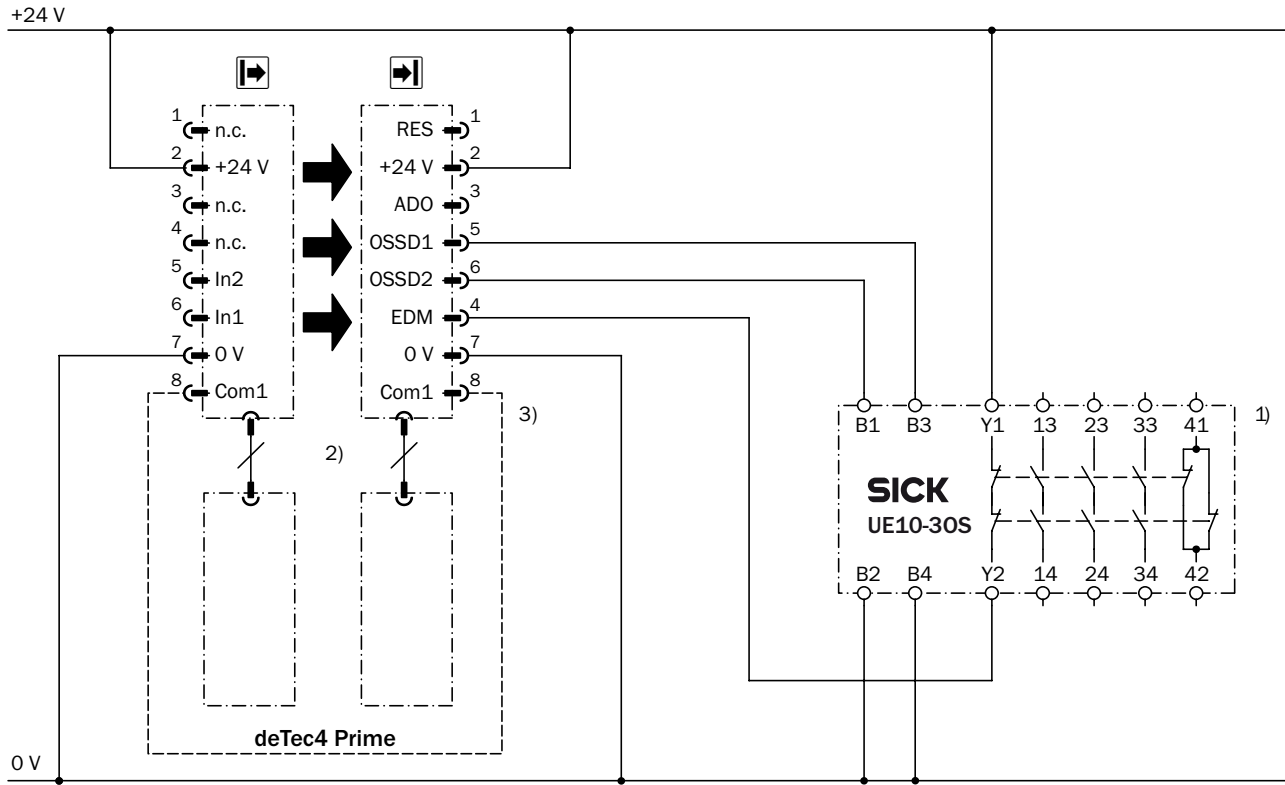 +24 V
1 n.c. RES 1
2 +24 V +24 V 2
3 n.c. ADO 3
4 n.c. OSSD1 5
5 In2 OSSD2 6
6 In1 EDM 4
7 0 V 0 V 7
8 Com1 Com1 8
3)
B1 B3 Y1 13 23 33 41 1)
2)
SICK
UE10-3OS
B2 B4 Y2 14 24 34 42
deTec4 Prime
0 V